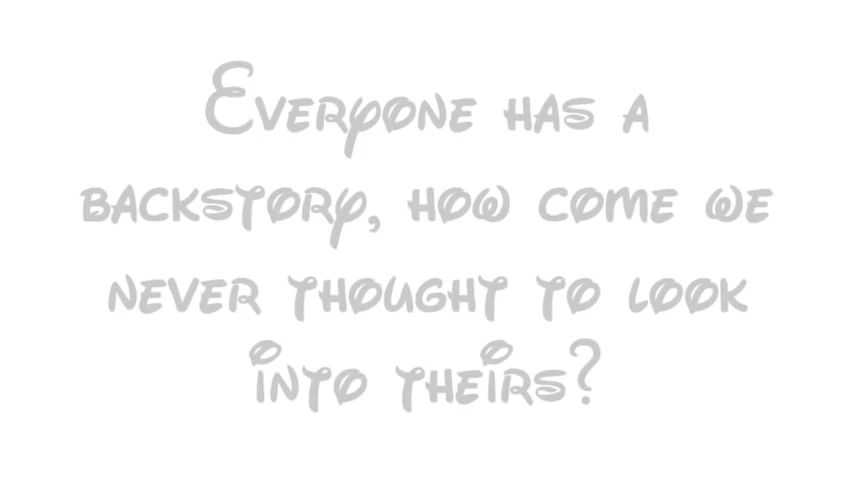 Everyone has a
backstory, how come we
never thought to look
into theirs?